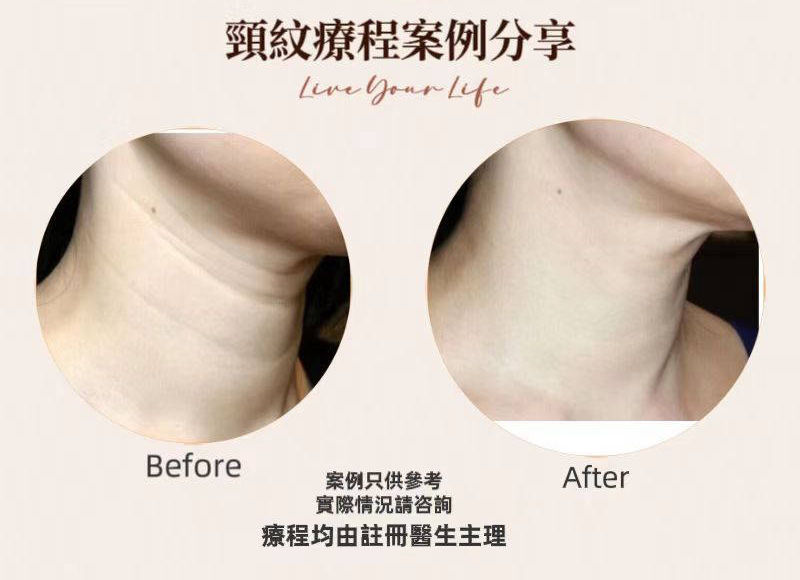 頸紋療程案例分享
Live Your Life
Before
After
案例只供參考
實際情況請咨詢
療程均由註冊醫生主理